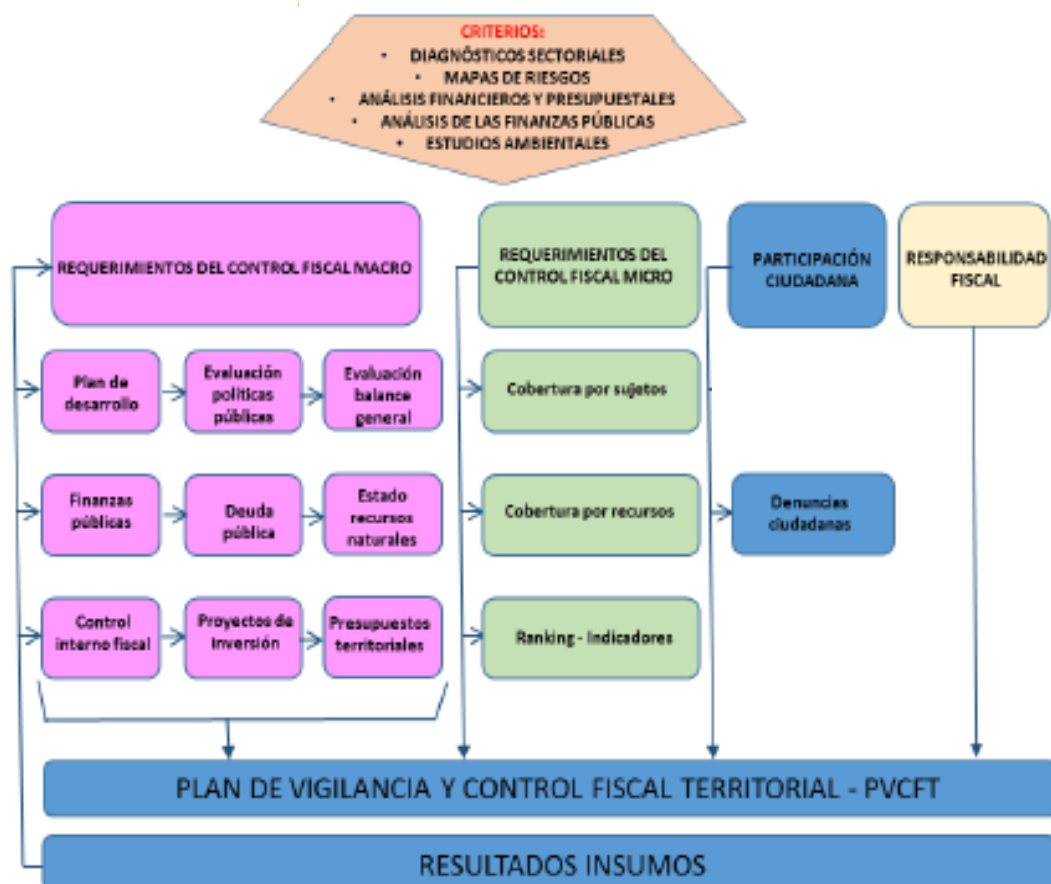 CRITERIOS:
• DIAGNÓSTICOS SECTORIALES
• MAPAS DE RIESGOS
• ANÁLISIS FINANCIEROS Y PRESUPUESTALES
• ANÁLISIS DE LAS FINANZAS PÚBLICAS
• ESTUDIOS AMBIENTALES
REQUERIMIENTOS DEL CONTROL FISCAL MACRO
REQUERIMIENTOS DEL
CONTROL FISCAL MICRO
PARTICIPACIÓN
CIUDADANA
RESPONSABILIDAD
FISCAL
Plan de
desarrollo
Evaluación
políticas
públicas
Evaluación
balance
general
Cobertura por sujetos
Finanzas
públicas
Deuda
pública
Estado
recursos
naturales
Cobertura por recursos
Denuncias
ciudadanas
Control
interno fiscal
Proyectos de
inversión
Presupuestos
territoriales
Ranking - Indicadores
PLAN DE VIGILANCIA Y CONTROL FISCAL TERRITORIAL - PVCFT
RESULTADOS INSUMOS